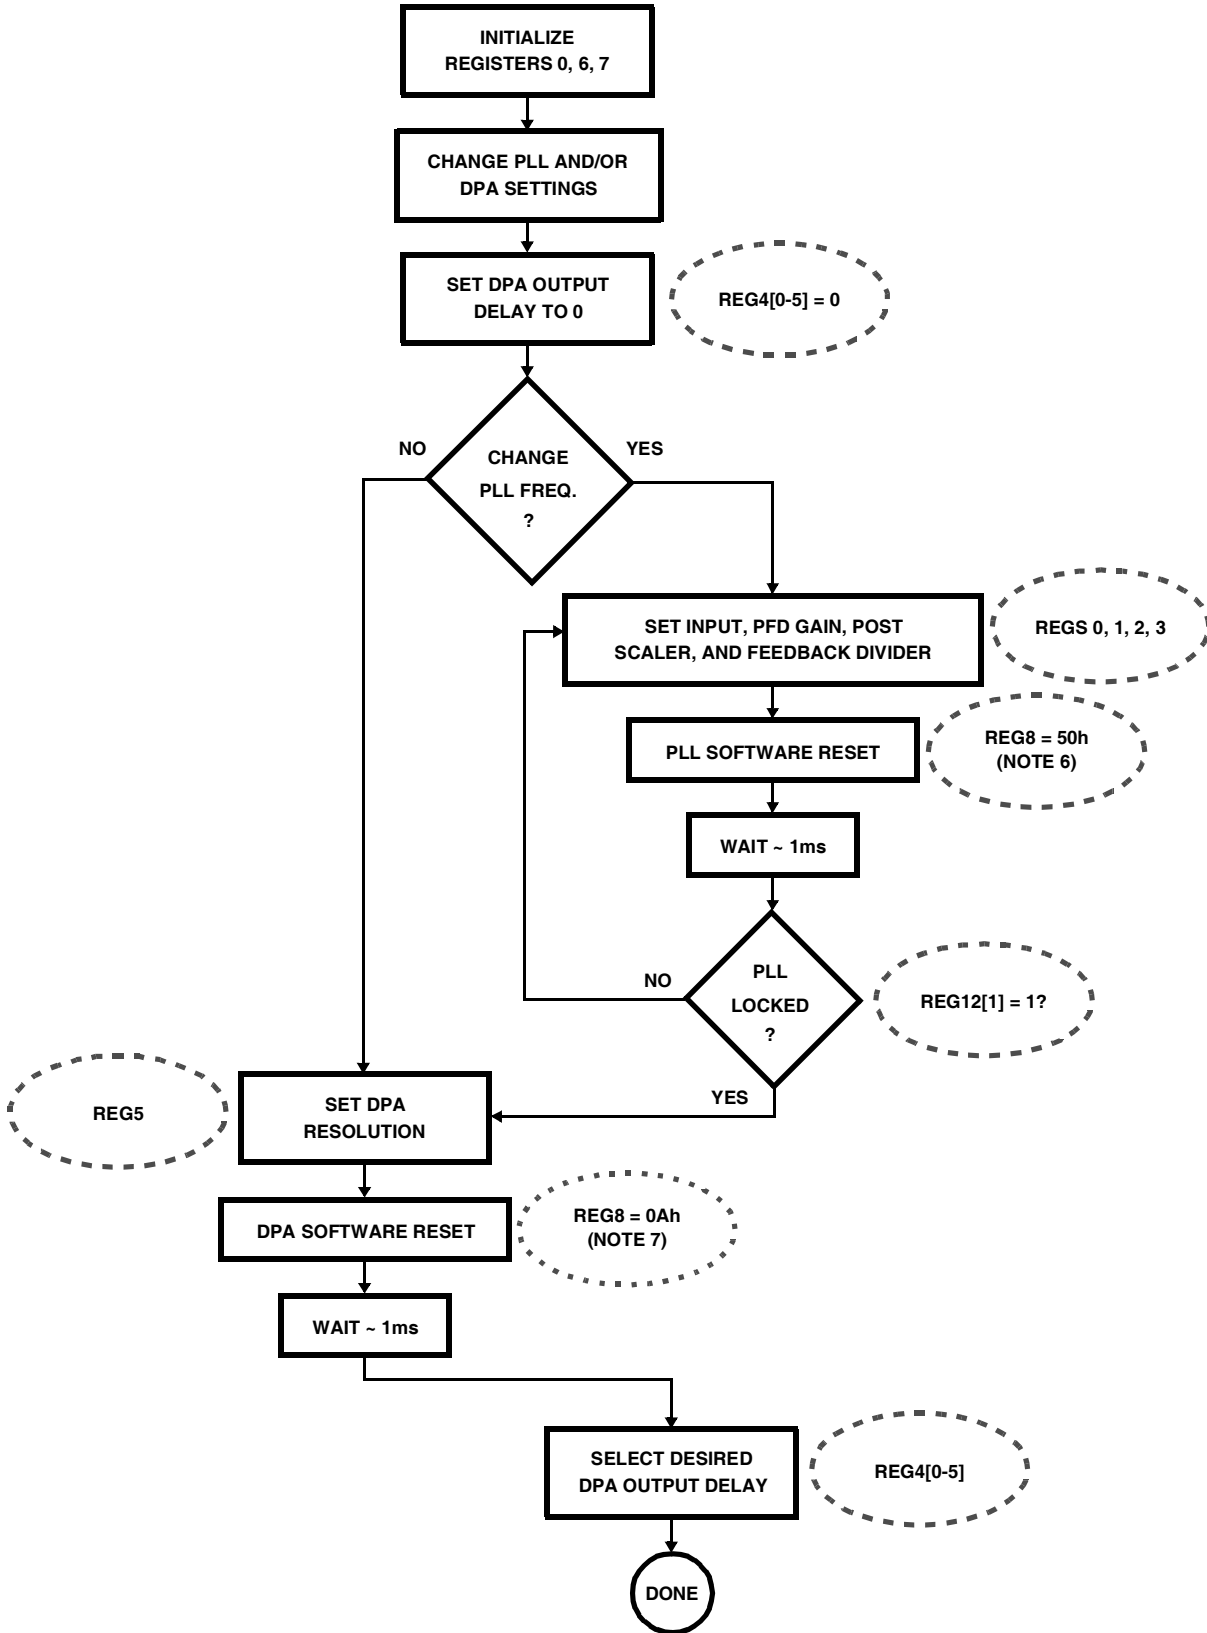 INITIALIZE
REGISTERS 0, 6, 7
CHANGE PLL AND/OR
DPA SETTINGS
SET DPA OUTPUT
DELAY TO 0
REG4[0-5] = 0
NO
YES
CHANGE
PLL FREQ.
?
SET INPUT, PFD GAIN, POST
SCALER, AND FEEDBACK DIVIDER
REGS 0, 1, 2, 3
PLL SOFTWARE RESET
REG8 = 50h
(NOTE 6)
WAIT ~ 1ms
NO
PLL
LOCKED
?
REG12[1] = 1?
YES
REG5
SET DPA
RESOLUTION
DPA SOFTWARE RESET
REG8 = 0Ah
(NOTE 7)
WAIT ~ 1ms
SELECT DESIRED
DPA OUTPUT DELAY
REG4[0-5]
DONE